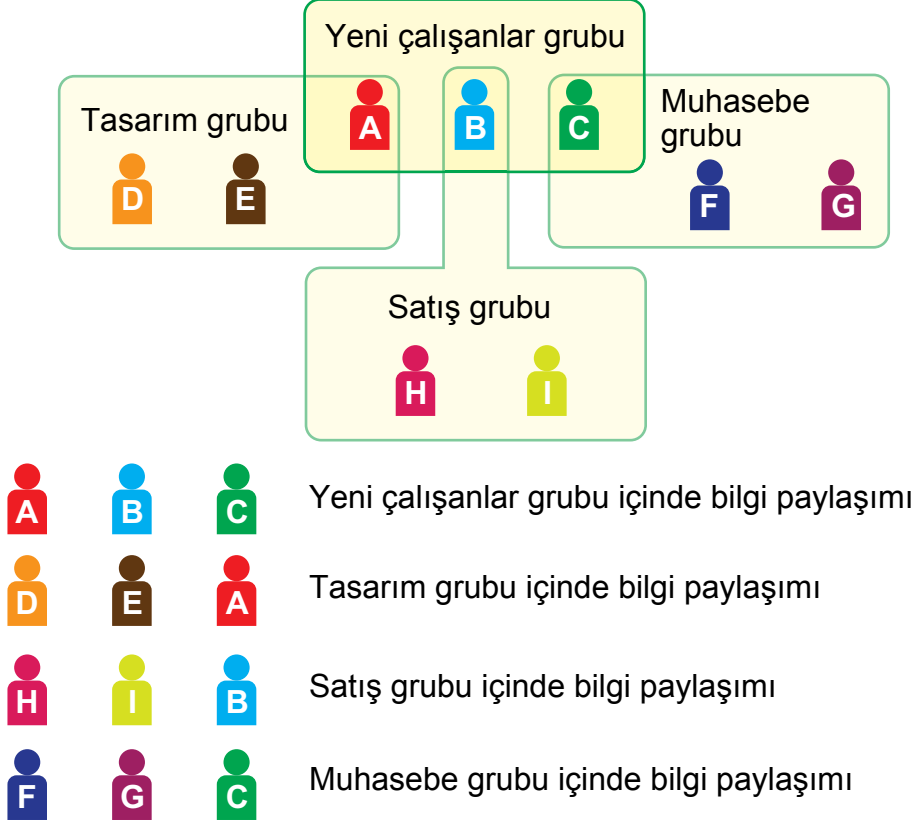 Yeni çalışanlar grubu
Tasarım grubu
A
B
C
Muhasebe
grubu
D
E
F
G
Satış grubu
H
I
A B C Yeni çalışanlar grubu içinde bilgi paylaşımı
D E A Tasarım grubu içinde bilgi paylaşımı
H I B Satış grubu içinde bilgi paylaşımı
F G C Muhasebe grubu içinde bilgi paylaşımı